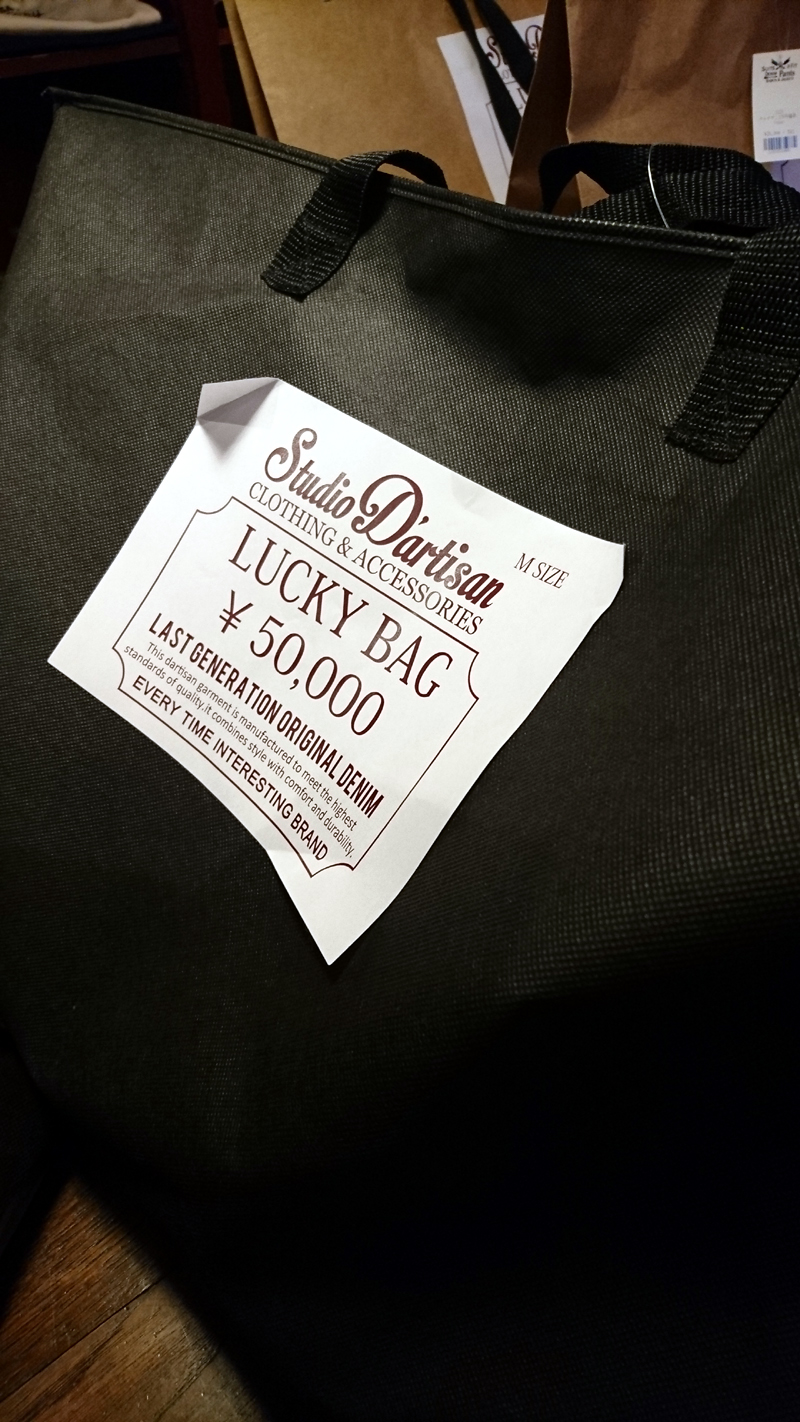 Studio D'artisan
CLOTHING & ACCESSORIES
M SIZE
LUCKY BAG
¥ 50,000
LAST GENERATION ORIGINAL DENIM
This dartisan garment is manufactured to meet the highest
standards of quality.it combines style with comfort and durability.
EVERY TIME INTERESTING BRAND